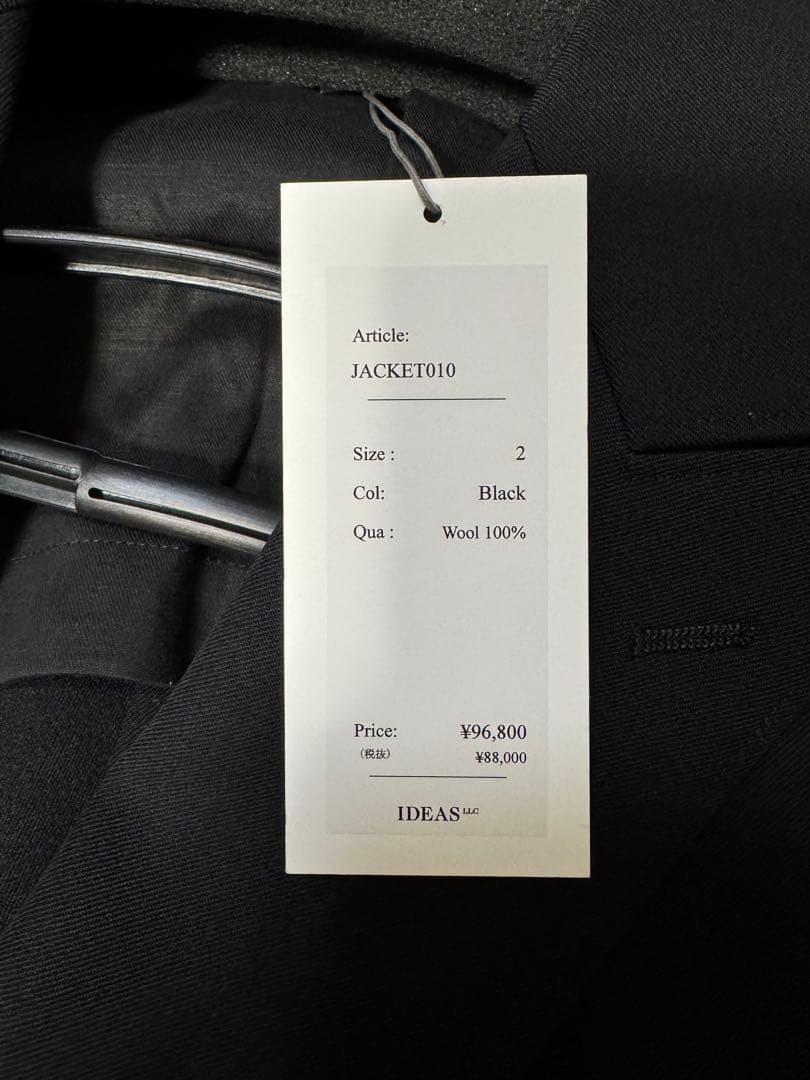 Article:
JACKET010
Size : 2
Col: Black
Qua : Wool 100%
Price: ¥96,800
(税抜) ¥88,000
IDEAS LLC